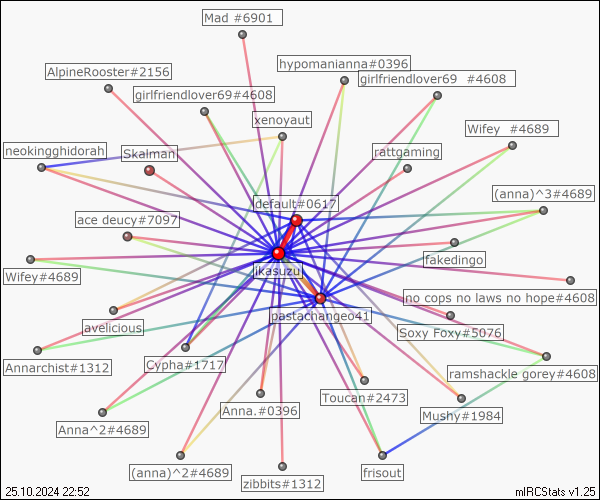 Mad #6901
hypomanianna#0396
AlpineRooster#2156
girlfriendlover69 #4608
girlfriendlover69#4608
xenoyaut
Wifey #4689
neokingghidorah
Skalman
rattgaming
(anna)^3#4689
default#0617
ace deucy#7097
fakedingo
Wifey#4689
ikasuzu
no cops no laws no hope#4608
pastachange041
avelicious
Soxy Foxy#5076
Annarchist#1312
Cypha#1717
ramshackle gorey#4608
Toucan#2473
Anna.#0396
Mushy#1984
Anna^2#4689
(anna)^2#4689
zibbits#1312
frisout
25.10.2024 22:52
mIRCStats v1.25